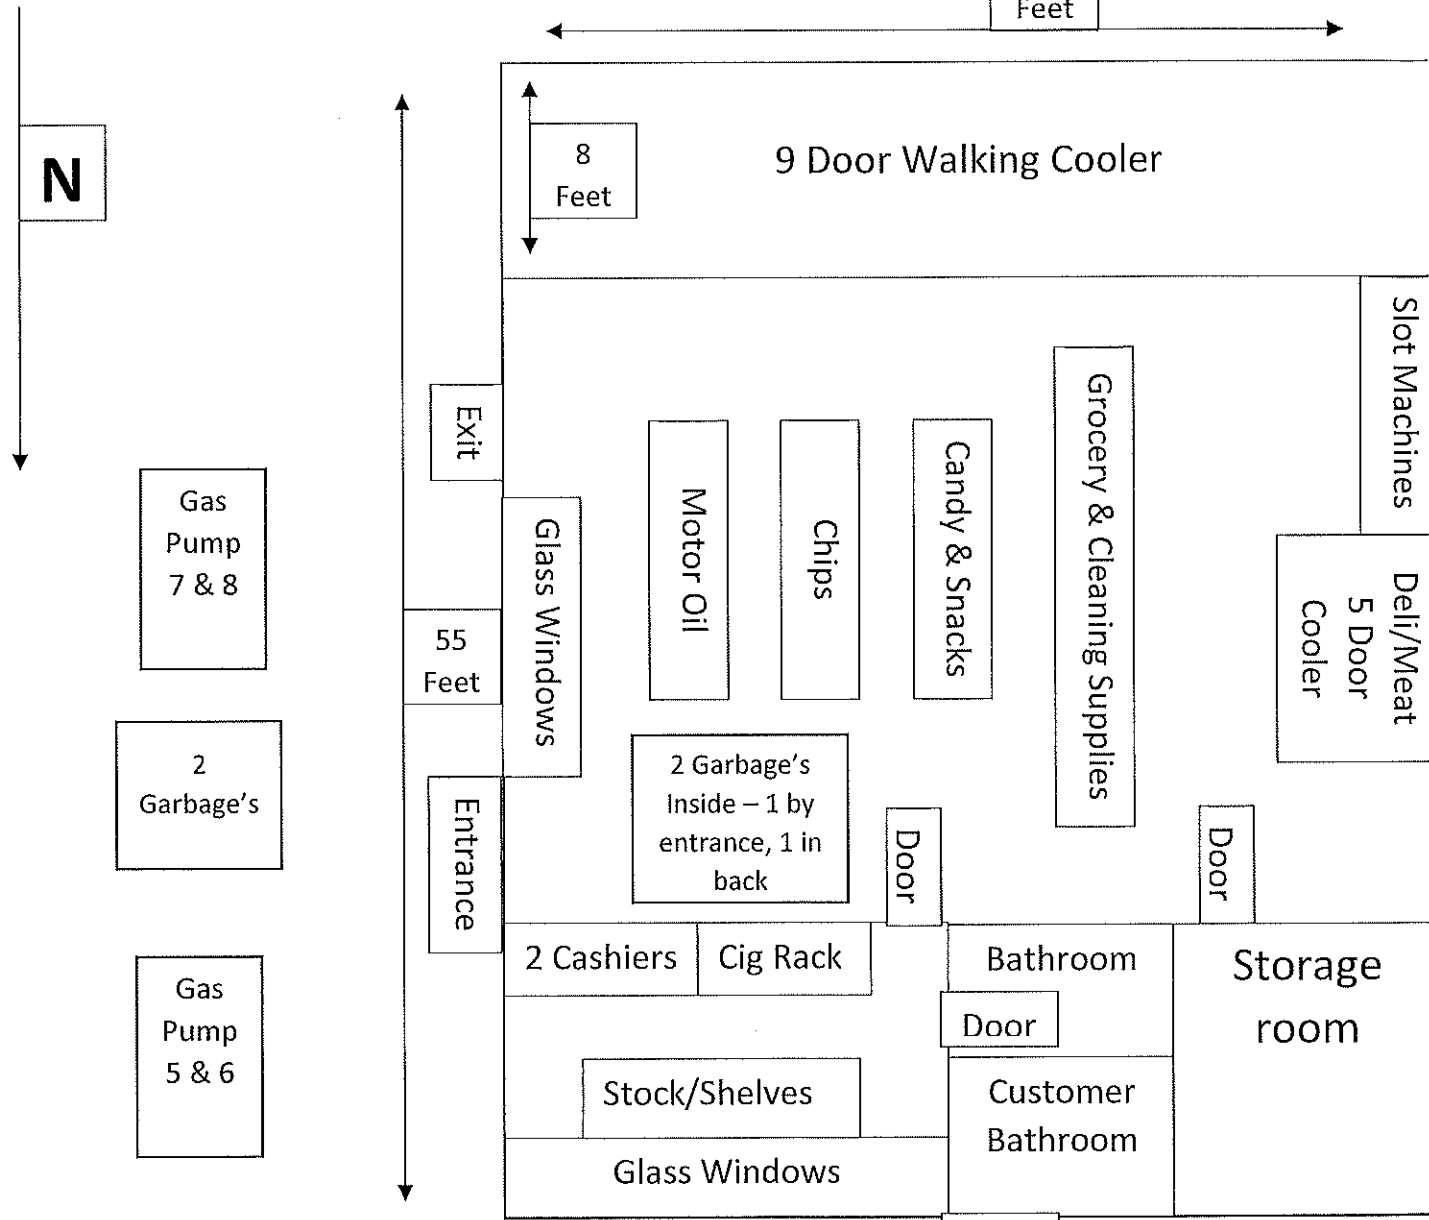 Feet
N
8
Feet
9 Door Walking Cooler
Slot Machines
Exit
Gas
Pump
7 & 8
Glass Windows
Motor Oil
Chips
Candy & Snacks
Grocery & Cleaning Supplies
Deli/Meat
5 Door
Cooler
55
Feet
2
Garbage's
Entrance
2 Garbage's
Inside – 1 by
entrance, 1 in
back
Door
Door
2 Cashiers
Cig Rack
Bathroom
Storage
room
Gas
Pump
5 & 6
Door
Stock/Shelves
Customer
Bathroom
Glass Windows